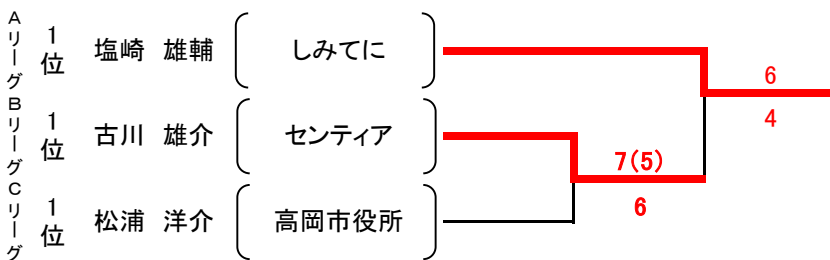 Aリーグ 1位 塩崎 雄輔 しみてに
6
4
Bリーグ 1位 古川 雄介 センティア
7(5)
6
Cリーグ 1位 松浦 洋介 高岡市役所